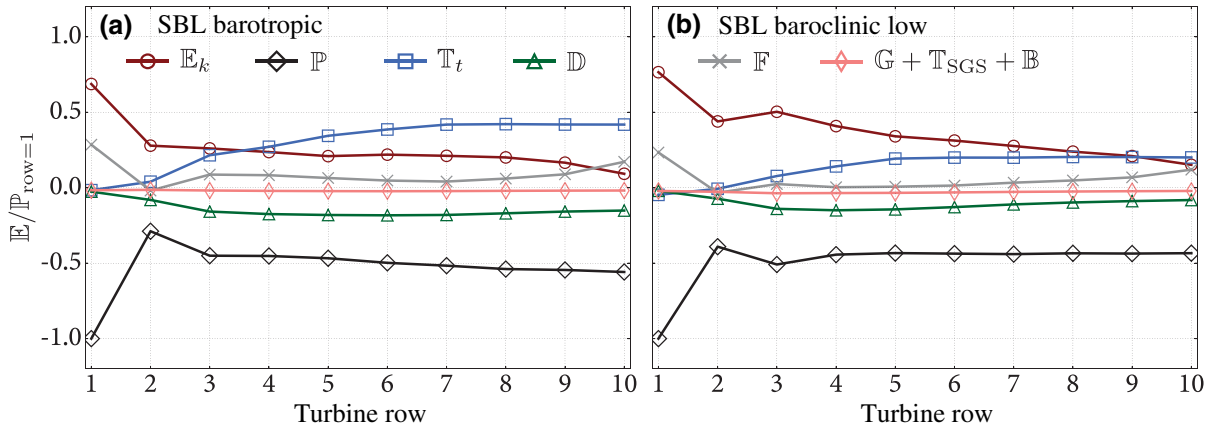 (a) SBL barotropic
(b) SBL baroclinic low
𝔼k ℙ 𝕋t 𝔻
𝔽 𝔾 + 𝕋SGS + 𝔹
1.0
0.5
0.0
-0.5
-1.0
𝔼/ℙrow=1
1 2 3 4 5 6 7 8 9 10
1 2 3 4 5 6 7 8 9 10
Turbine row
Turbine row